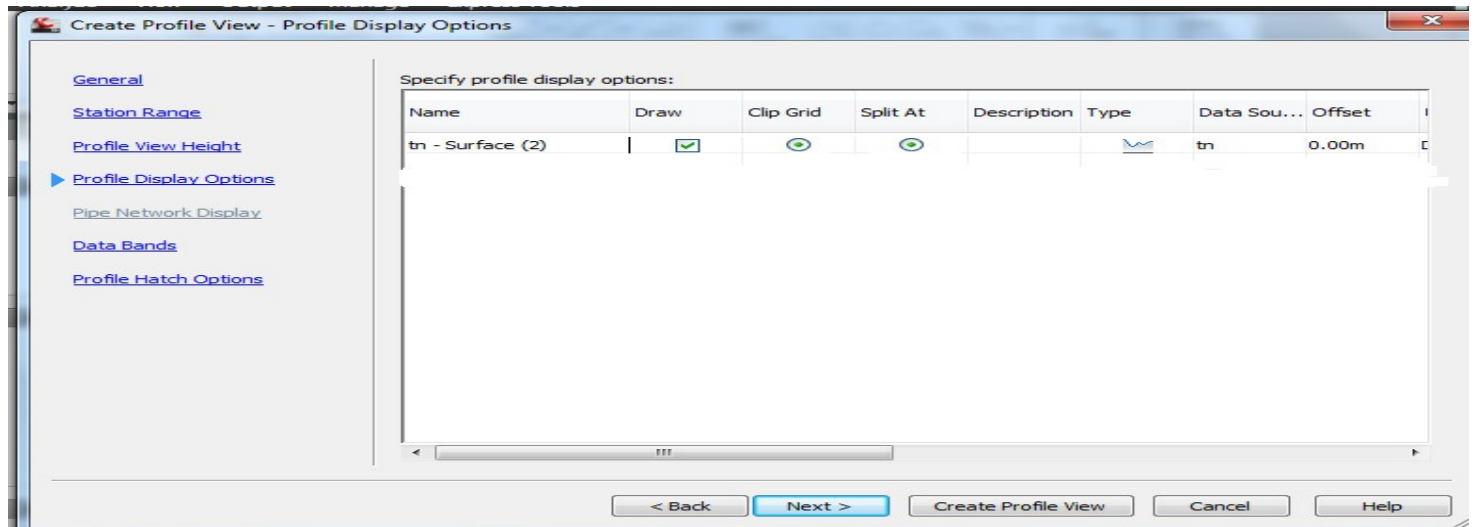 Create Profile View - Profile Display Options
General
Station Range
Profile View Height
Profile Display Options
Pipe Network Display
Data Bands
Profile Hatch Options
Specify profile display options:
Name Draw Clip Grid Split At Description Type Data Sou... Offset
tn - Surface (2) tn 0.00m
< Back Next > Create Profile View Cancel Help